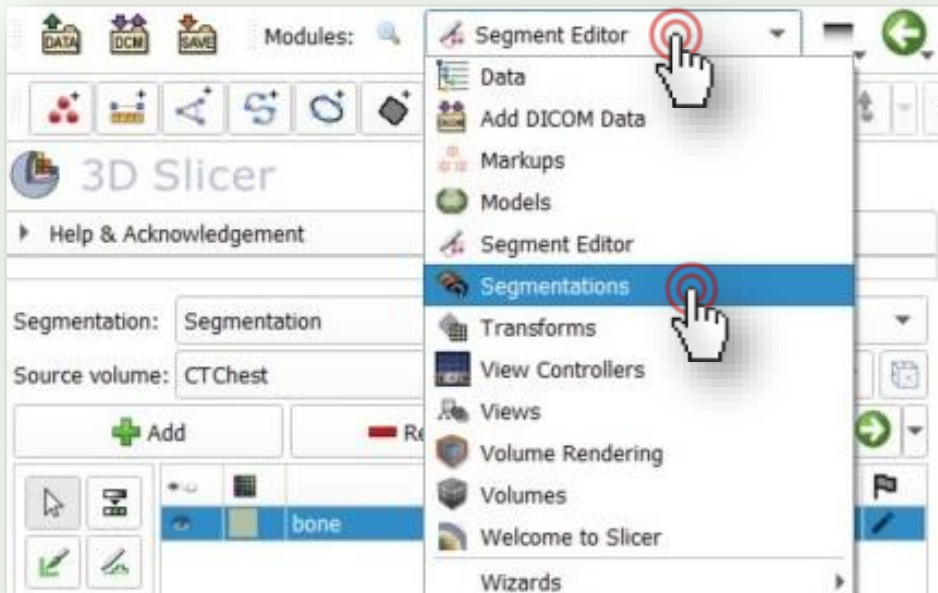 DATA DCM SAVE Modules: Segment Editor
Data
Add DICOM Data
Markups
Models
Segment Editor
Segmentations
Transforms
View Controllers
Views
Volume Rendering
Volumes
Welcome to Slicer
Wizards
3D Slicer
Help & Acknowledgement
Segmentation: Segmentation
Source volume: CTChest
Add Re
bone